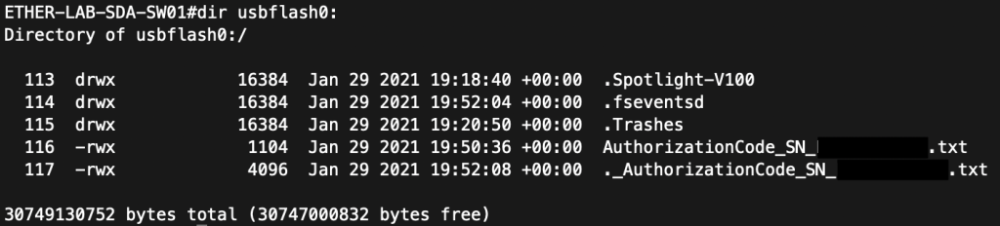 ETHER-LAB-SDA-SW01#dir usbflash0:
Directory of usbflash0:/
113 drwx 16384 Jan 29 2021 19:18:40 +00:00 .Spotlight-V100
114 drwx 16384 Jan 29 2021 19:52:04 +00:00 .fseventsd
115 drwx 16384 Jan 29 2021 19:20:50 +00:00 .Trashes
116 -rwx 1104 Jan 29 2021 19:50:36 +00:00 AuthorizationCode_SN_ .txt
117 -rwx 4096 Jan 29 2021 19:52:08 +00:00 ._AuthorizationCode_SN_ .txt
30749130752 bytes total (30747000832 bytes free)